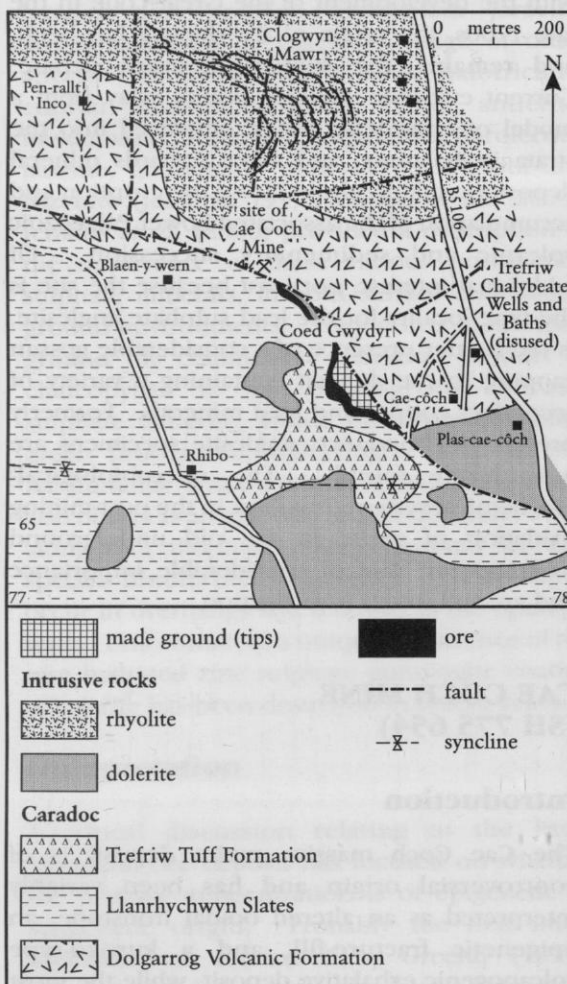 0 metres 200
Clogwyn
Mawr
N
Pen-rallt
Inco
B5106
site of
Cae Coch
Mine
Blaen-y-wern
Trefriw
Chalybeate
Wells and
Baths
(disused)
Coed Gwydyr
Cae-côch
Plas-cae-côch
Rhibo
65
77
78
made ground (tips)
ore
Intrusive rocks
fault
rhyolite
syncline
dolerite
Caradoc
Trefriw Tuff Formation
Llanrhychwyn Slates
Dolgarrog Volcanic Formation